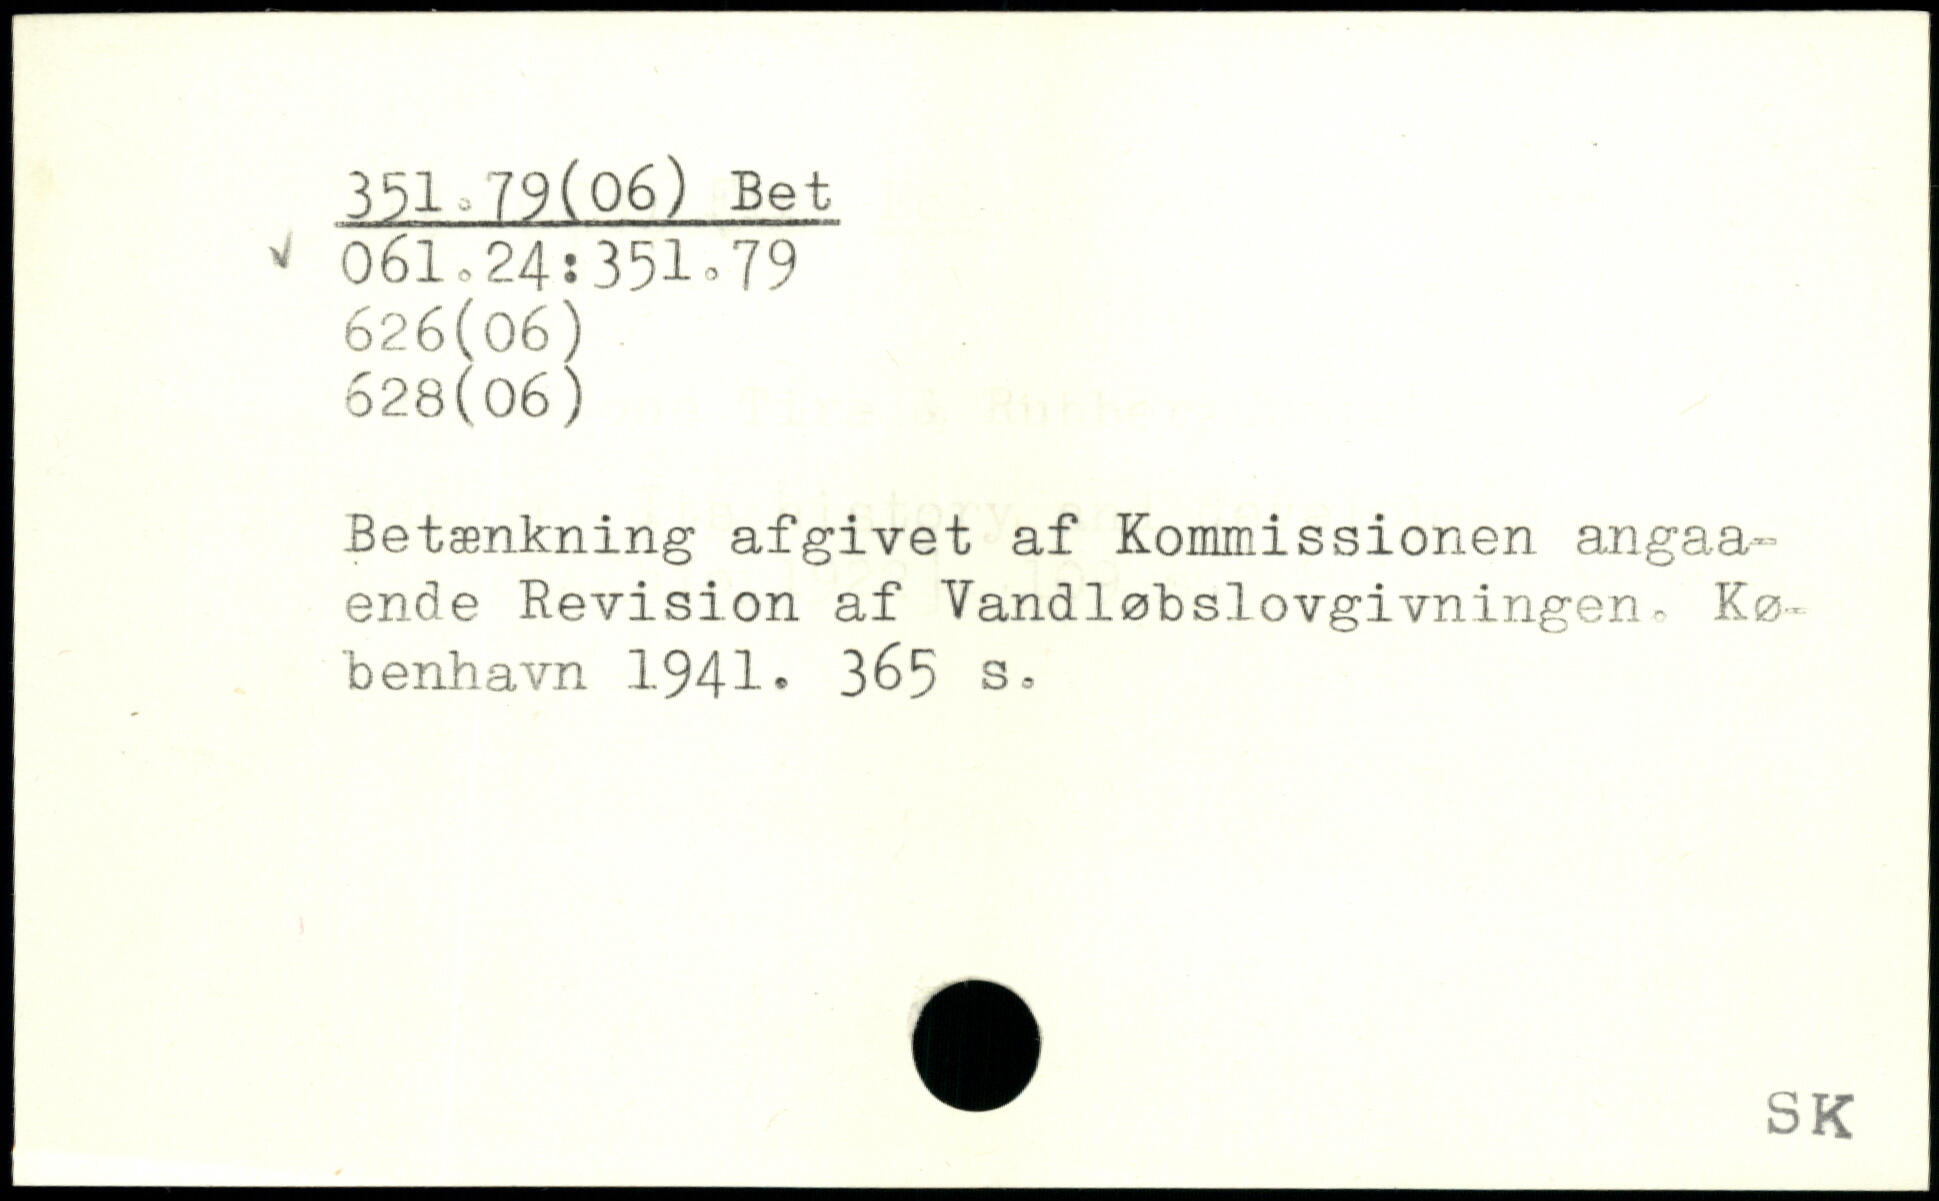 351.79(06) Bet
✓ 061.24:351.79
626(06)
628(06)
Betænkning afgivet af Kommissionen angaa-
ende Revision af Vandløbslovgivningen. Kø-
benhavn 1941. 365 s.
SK